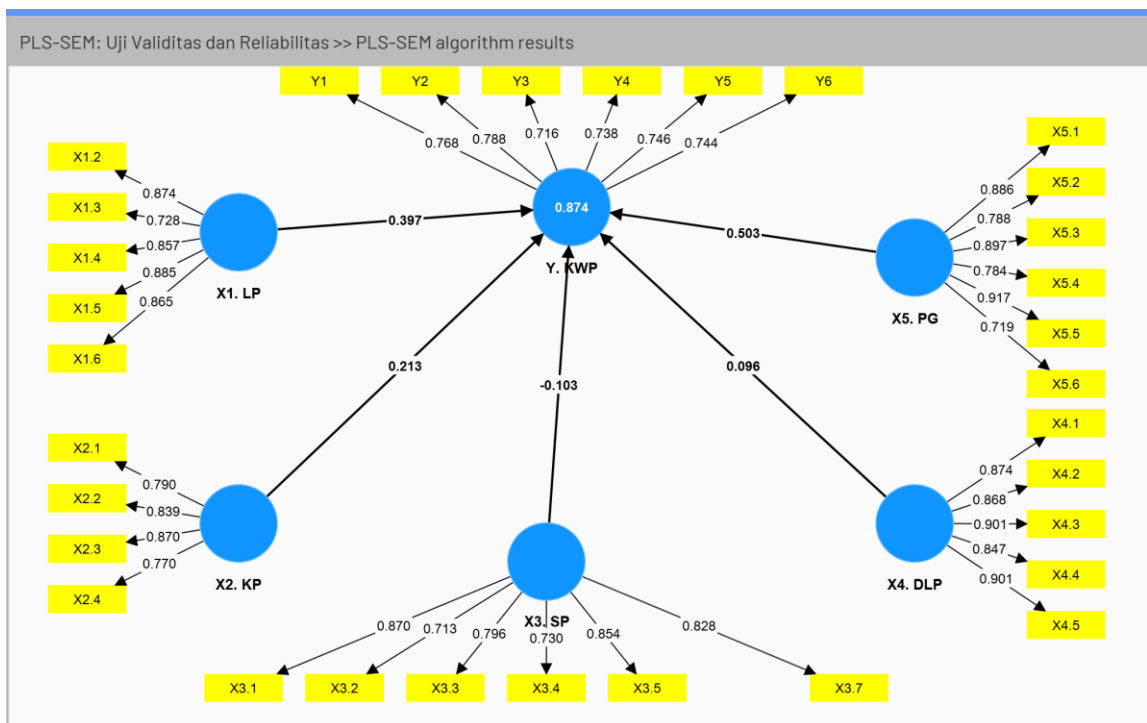 PLS-SEM: Uji Validitas dan Reliabilitas >> PLS-SEM algorithm results
Y1 Y2 Y3 Y4 Y5 Y6
0.768 0.788 0.716 0.738 0.746 0.744
X1.2
X1.3
X1.4
X1.5
X1.6
0.874
0.728
0.857
0.885
0.865
X1. LP
0.397
0.874
Y. KWP
0.503
X5.1
X5.2
X5.3
X5.4
X5.5
X5.6
0.886
0.788
0.897
0.784
0.917
0.719
X5. PG
0.213
-0.103
0.096
X2.1
X2.2
X2.3
X2.4
0.790
0.839
0.870
0.770
X2. KP
X4.1
X4.2
X4.3
X4.4
X4.5
0.874
0.868
0.901
0.847
0.901
X4. DLP
X3. SP
0.870 0.713 0.796 0.730 0.854 0.828
X3.1 X3.2 X3.3 X3.4 X3.5 X3.7